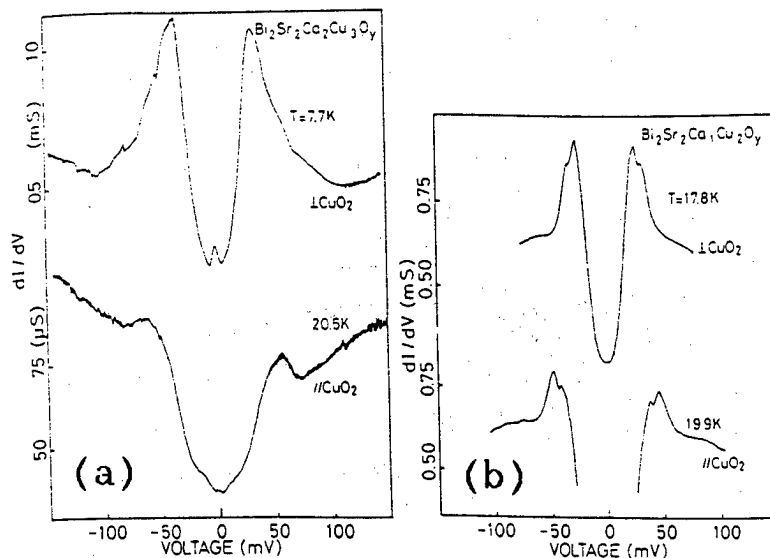 Bi2Sr2Ca2Cu3Oy
T=7.7K
⊥CuO2
20.5K
//CuO2
(a)
dI/dV (µS) (mS)
10
05
75
50
-100 -50 0 50 100
VOLTAGE (mV)
Bi2Sr2Ca1Cu2Oy
T=17.8K
⊥CuO2
19.9K
//CuO2
(b)
dI/dV (mS)
0.75
0.50
0.75
0.50
-100 -50 0 50 100
VOLTAGE (mV)